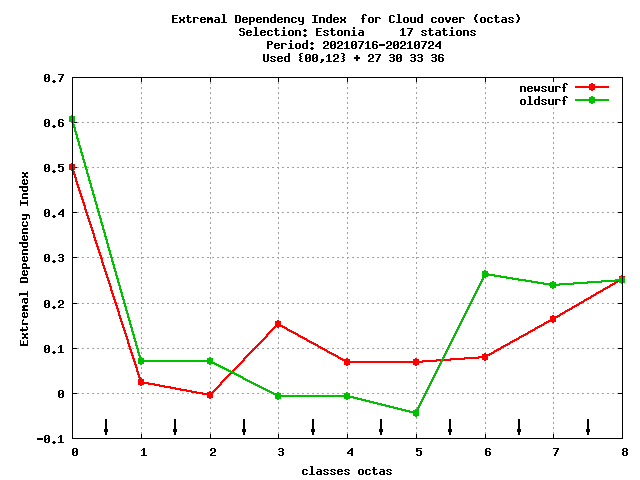 Extremal Dependency Index  for Cloud cover (octas)
Selection: Estonia     17 stations
Period: 20210716-20210724
Used {00,12} + 27 30 33 36
newsurf
oldsurf
0.7
0.6
0.5
0.4
0.3
0.2
0.1
0
-0.1
Extremal Dependency Index
0 1 2 3 4 5 6 7 8
classes octas